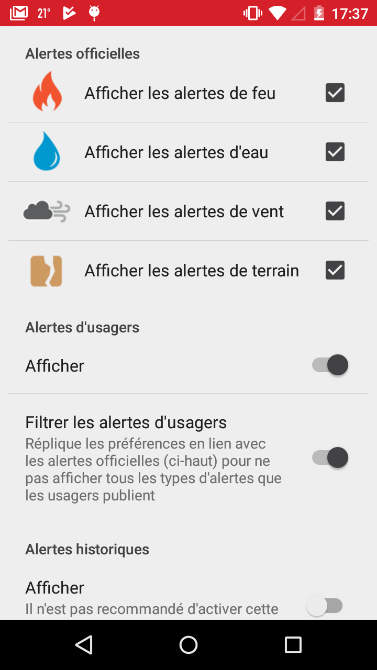 21° 17:37
Alertes officielles
Afficher les alertes de feu
Afficher les alertes d'eau
Afficher les alertes de vent
Afficher les alertes de terrain
Alertes d'usagers
Afficher
Filtrer les alertes d'usagers
Réplique les préférences en lien avec
les alertes officielles (ci-haut) pour ne
pas afficher tous les types d'alertes que
les usagers publient
Alertes historiques
Afficher
Il n'est pas recommandé d'activer cette